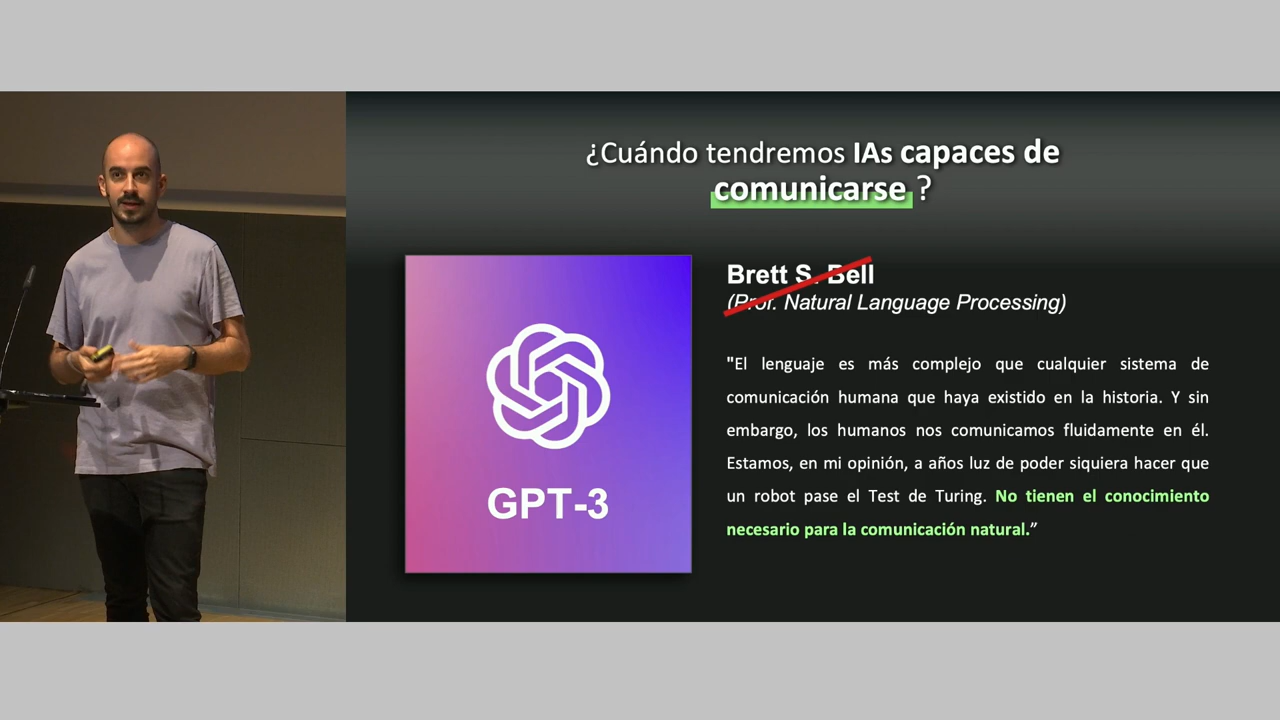 ¿Cuándo tendremos IAs capaces de
comunicarse ?
GPT-3
Brett S. Bell
(Prof. Natural Language Processing)
"El lenguaje es más complejo que cualquier sistema de
comunicación humana que haya existido en la historia. Y sin
embargo, los humanos nos comunicamos fluidamente en él.
Estamos, en mi opinión, a años luz de poder siquiera hacer que
un robot pase el Test de Turing. No tienen el conocimiento
necesario para la comunicación natural.”